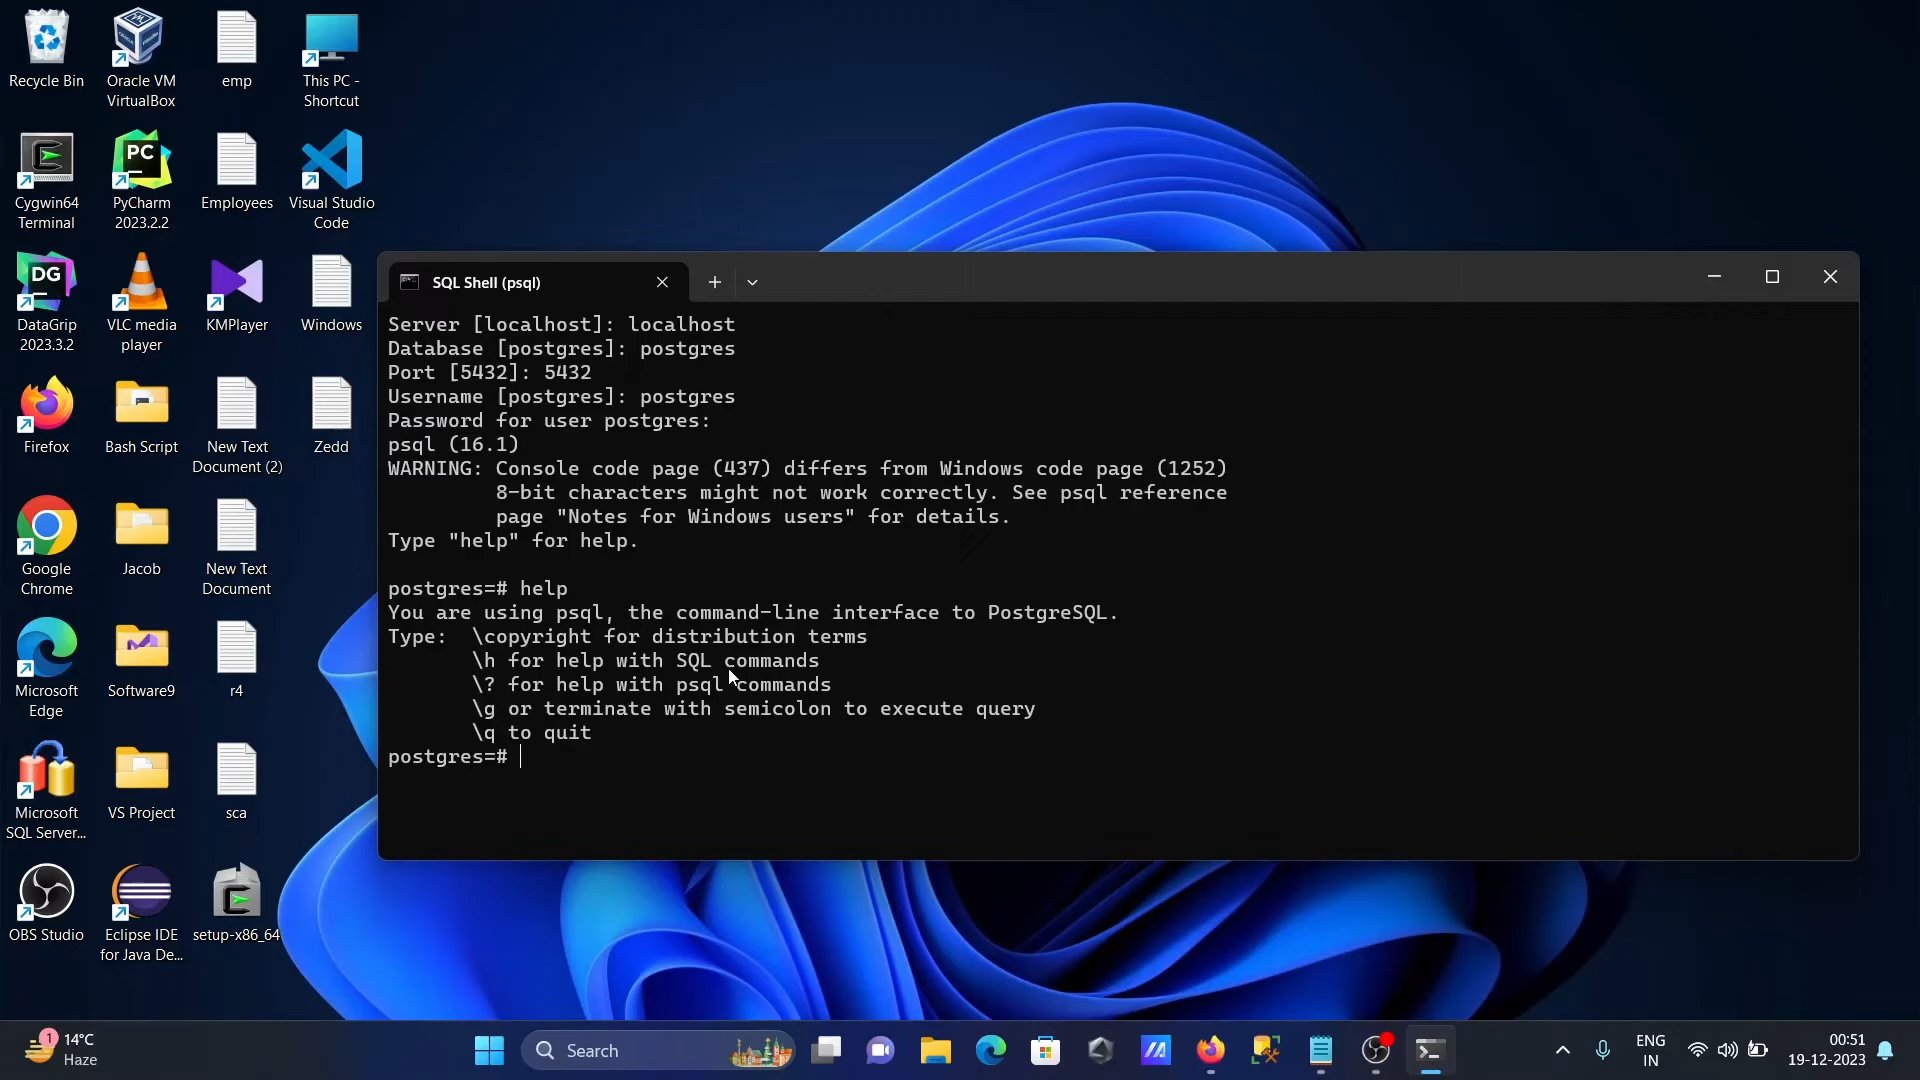 Recycle Bin
Oracle VM
VirtualBox
emp
This PC -
Shortcut
Cygwin64
Terminal
PC
PyCharm
2023.2.2
Employees
Visual Studio
Code
DG
DataGrip
2023.3.2
VLC media
player
KMPlayer
Windows
Firefox
Bash Script
New Text
Document (2)
Zedd
Google
Chrome
Jacob
New Text
Document
Microsoft
Edge
Software9
r4
Microsoft
SQL Server...
VS Project
sca
OBS Studio
Eclipse IDE
for Java De...
setup-x86_64
SQL Shell (psql)
Server [localhost]: localhost
Database [postgres]: postgres
Port [5432]: 5432
Username [postgres]: postgres
Password for user postgres:
psql (16.1)
WARNING: Console code page (437) differs from Windows code page (1252)
8-bit characters might not work correctly. See psql reference
page "Notes for Windows users" for details.
Type "help" for help.
postgres=# help
You are using psql, the command-line interface to PostgreSQL.
Type:  \copyright for distribution terms
\h for help with SQL commands
\? for help with psql commands
\g or terminate with semicolon to execute query
\q to quit
postgres=#
1
14°C
Haze
Search
ENG
IN
00:51
19-12-2023